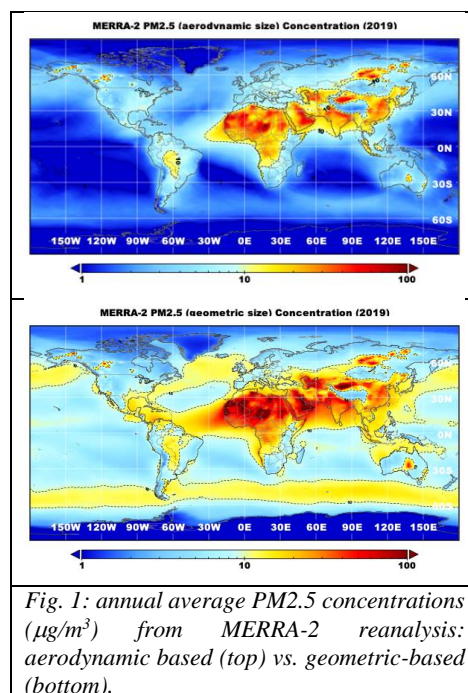 MERRA-2 PM2.5 (aerodynamic size) Concentration (2019)
60N
30N
0N
30S
60S
150W 120W 90W 60W 30W 0E 30E 60E 90E 120E 150E
1 10 100
MERRA-2 PM2.5 (geometric size) Concentration (2019)
60N
30N
0N
30S
150W 120W 90W 60W 30W 0E 30E 60E 90E 120E 150E
1 10 100
Fig. 1: annual average PM2.5 concentrations
(μg/m³) from MERRA-2 reanalysis:
aerodynamic based (top) vs. geometric-based
(bottom).